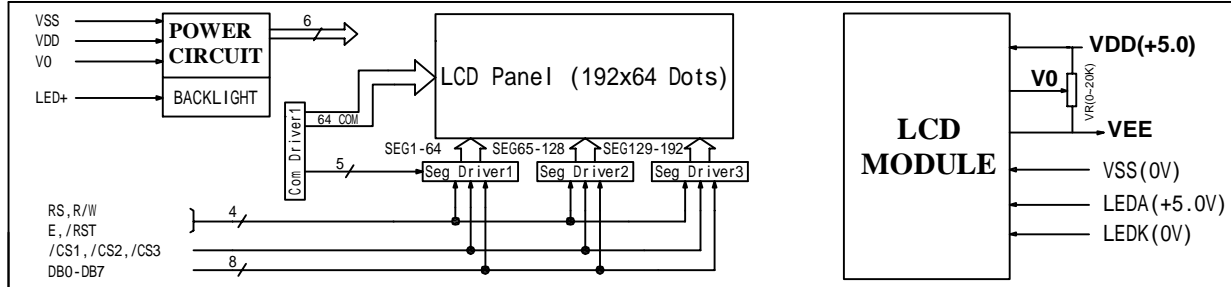 VSS
VDD
V0
LED+
POWER
CIRCUIT
BACKLIGHT
6
LCD Panel (192x64 Dots)
Com Driver1
64 COM
5
SEG1-64
SEG65-128
SEG129-192
Seg Driver1
Seg Driver2
Seg Driver3
RS,R/W
E,/RST
4
/CS1,/CS2,/CS3
DB0-DB7
8
LCD
MODULE
VDD(+5.0)
V0
VR(0~20K)
VEE
VSS(0V)
LEDA(+5.0V)
LEDK(0V)